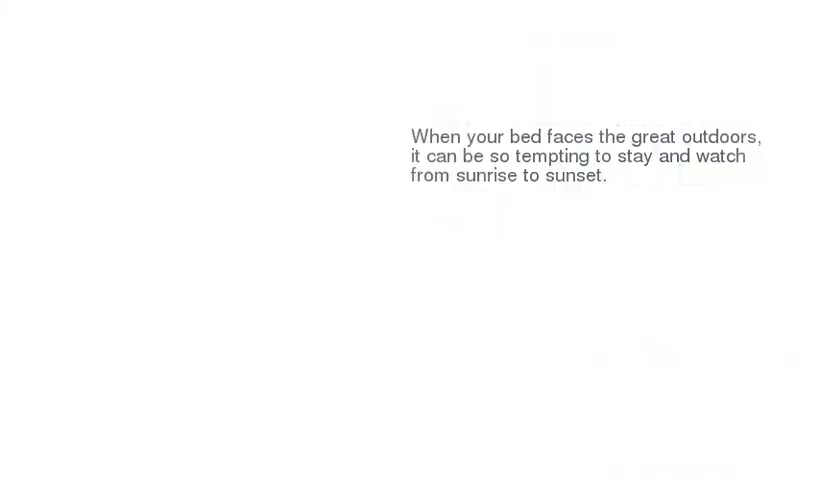 When your bed faces the great outdoors,
it can be so tempting to stay and watch
from sunrise to sunset.